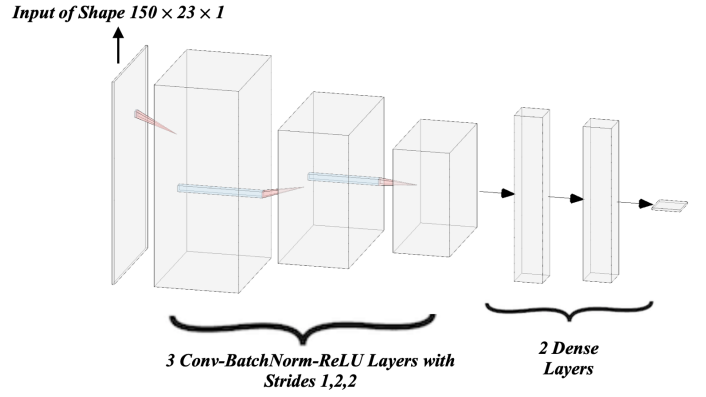 Input of Shape 150 × 23 × 1
3 Conv-BatchNorm-ReLU Layers with
Strides 1,2,2
2 Dense
Layers